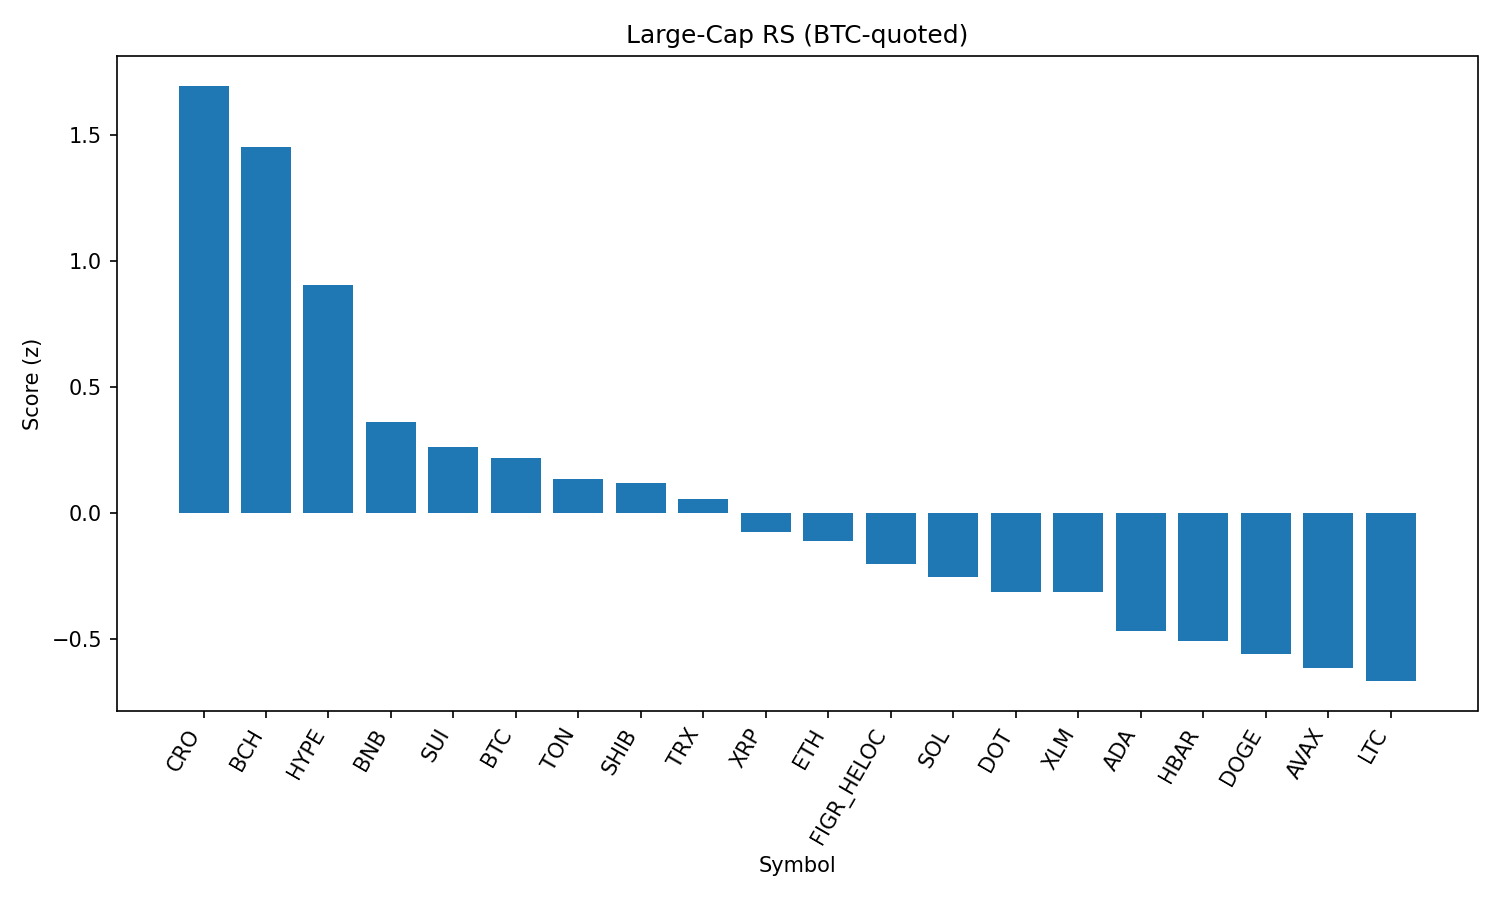 Large-Cap RS (BTC-quoted)
Score (z)
1.5
1.0
0.5
0.0
−0.5
CRO
BCH
HYPE
BNB
SUI
BTC
TON
SHIB
TRX
XRP
ETH
FIGR_HELOC
SOL
DOT
XLM
ADA
HBAR
DOGE
AVAX
LTC
Symbol